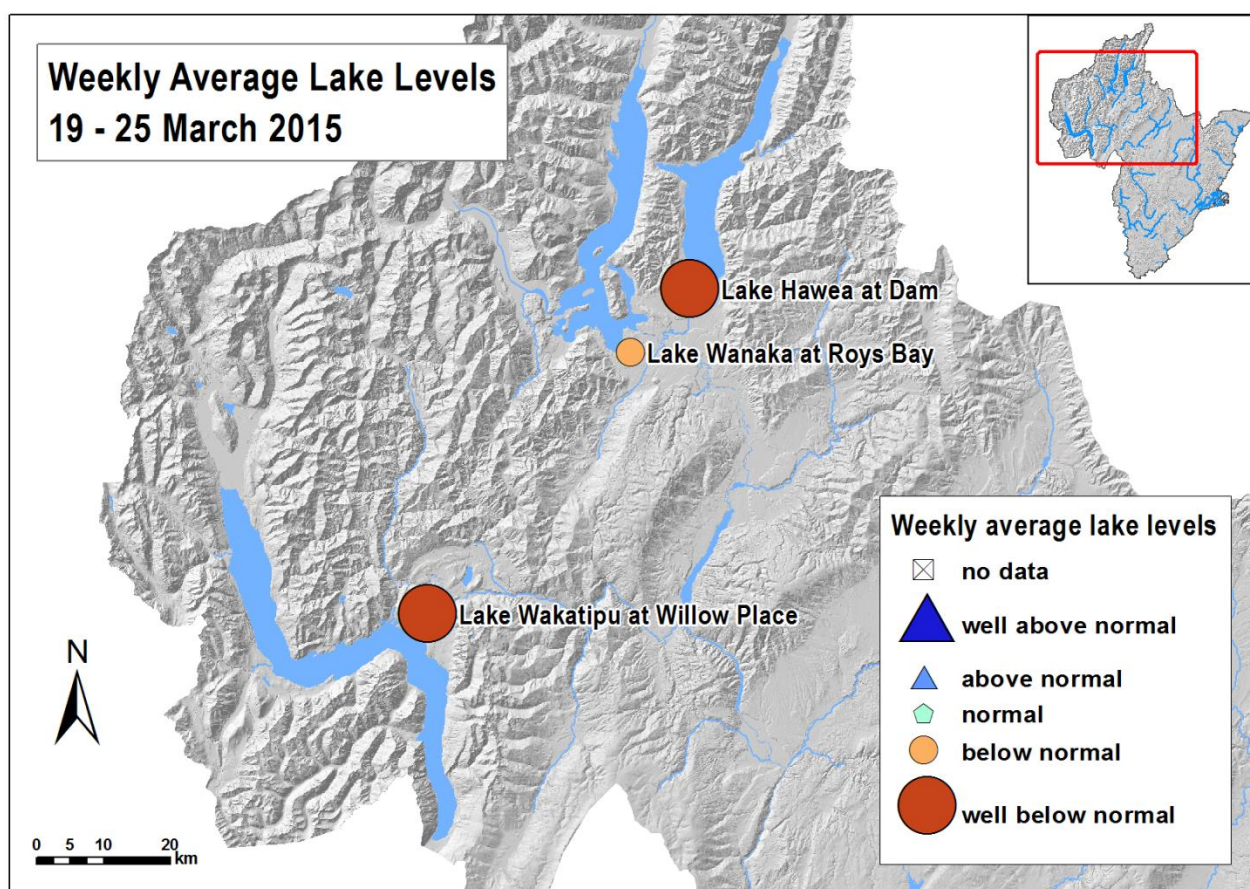 Weekly Average Lake Levels
19 - 25 March 2015
Lake Hawea at Dam
Lake Wanaka at Roys Bay
Lake Wakatipu at Willow Place
Weekly average lake levels
no data
well above normal
above normal
normal
below normal
well below normal
N
0 5 10 20
km